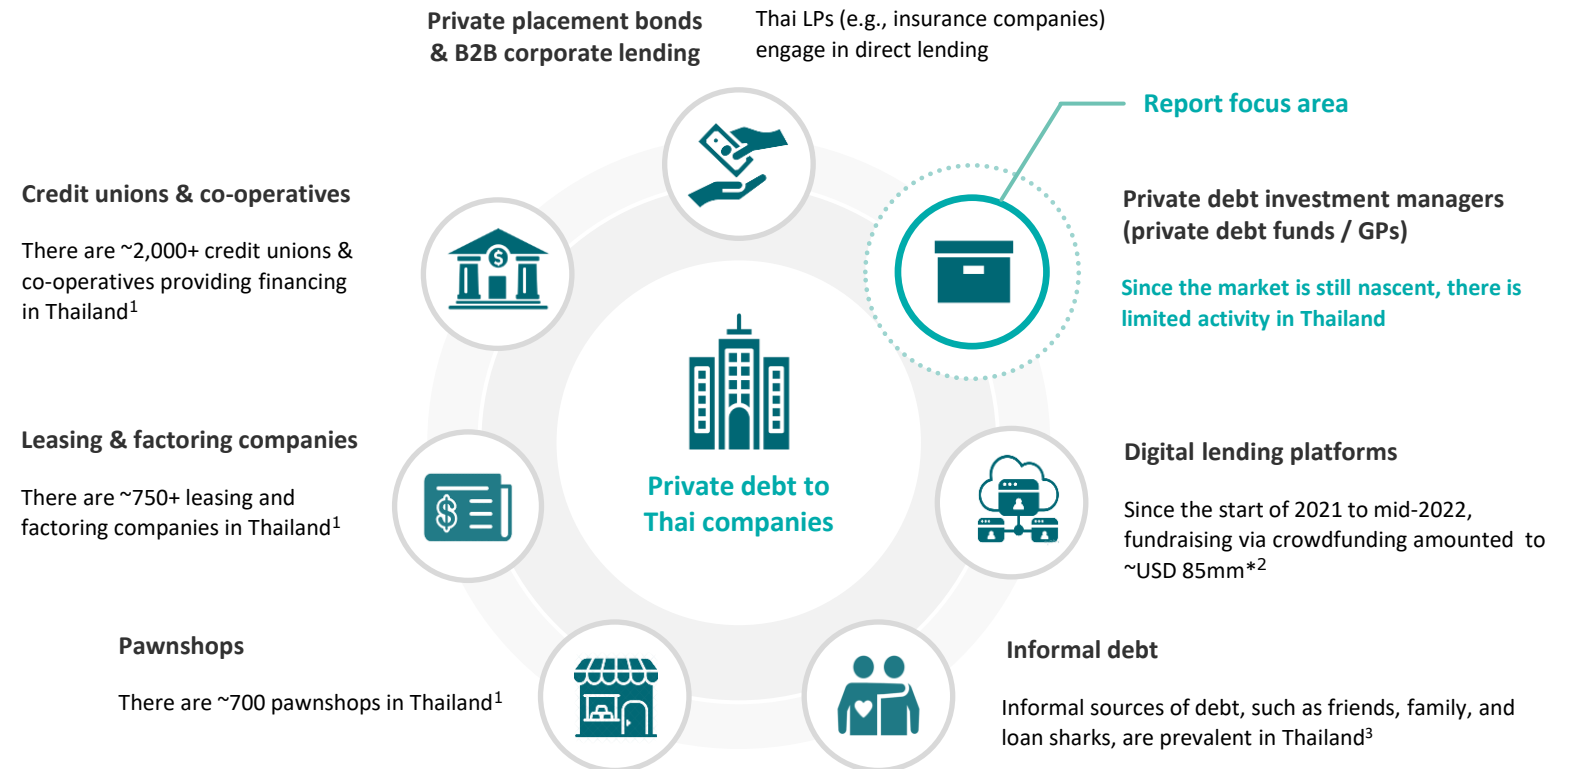 Private placement bonds
& B2B corporate lending
Thai LPs (e.g., insurance companies)
engage in direct lending
Report focus area
Private debt investment managers
(private debt funds / GPs)
Since the market is still nascent, there is
limited activity in Thailand
Credit unions & co-operatives
There are ~2,000+ credit unions &
co-operatives providing financing
in Thailand1
Leasing & factoring companies
There are ~750+ leasing and
factoring companies in Thailand1
$
$
Private debt to
Thai companies
Digital lending platforms
Since the start of 2021 to mid-2022,
fundraising via crowdfunding amounted to
~USD 85mm*2
Pawnshops
There are ~700 pawnshops in Thailand1
Informal debt
Informal sources of debt, such as friends, family, and
loan sharks, are prevalent in Thailand3